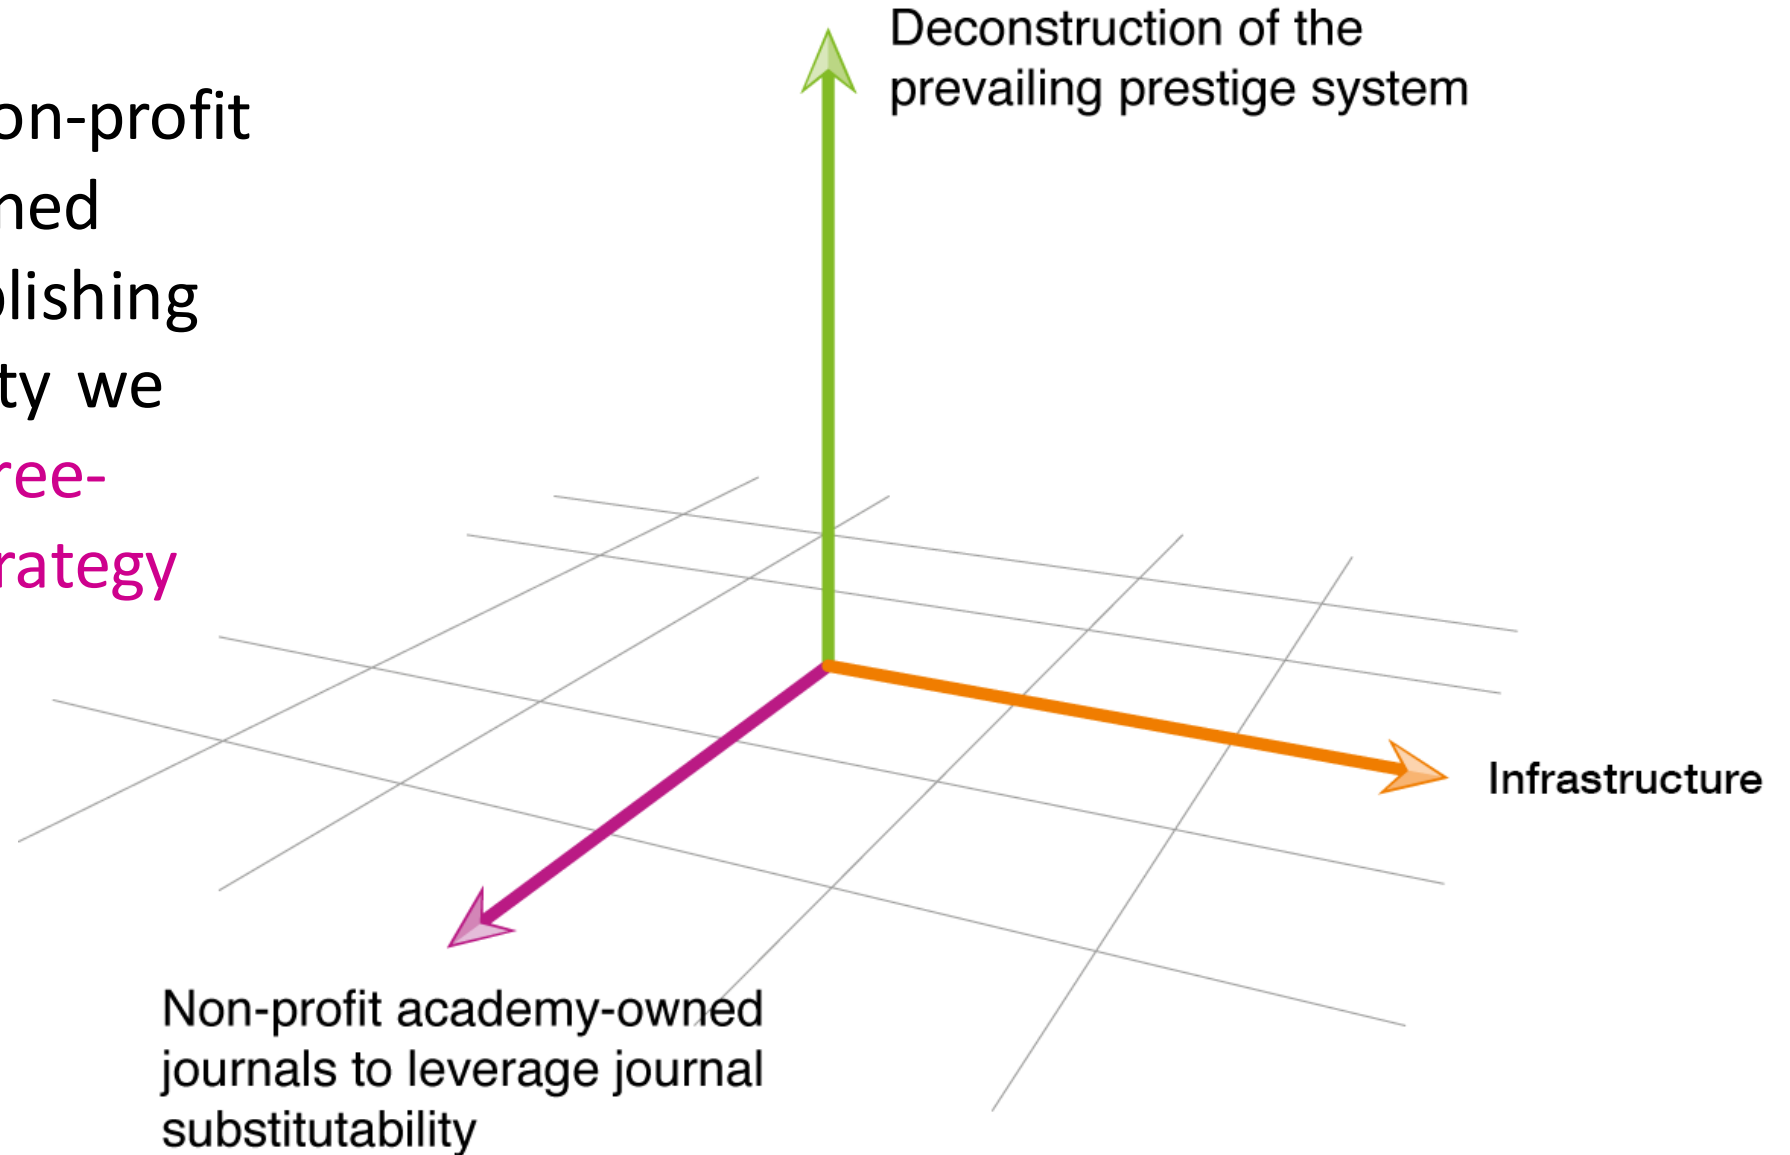 on-profit
ned
olishing
ty we
ree-
rategy
Deconstruction of the
prevailing prestige system
Infrastructure
Non-profit academy-owned
journals to leverage journal
substitutability